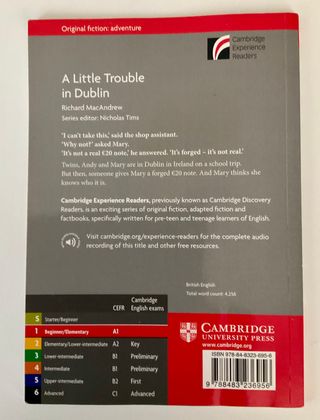 Original fiction: adventure
Cambridge
Experience
Readers
A Little Trouble
in Dublin
Richard MacAndrew
Series editor: Nicholas Tims
'I can't take this,' said the shop assistant.
'Why not?' asked Mary.
'It's not a real €20 note,' he answered. 'It's forged – it's not real.'
Twins, Andy and Mary are in Dublin in Ireland on a school trip.
But then, someone gives Mary a forged €20 note. And Mary thinks she
knows who it is.
Cambridge Experience Readers, previously known as Cambridge Discovery
Readers, is an exciting series of original fiction, adapted fiction and
factbooks, specifically written for pre-teen and teenage learners of English.
Visit cambridge.org/experience-readers for the complete audio
recording of this title and other free resources.
British English
Total word count: 4,256
CEFR
Cambridge
English exams
S Starter/Beginner
1 Beginner/Elementary A1
2 Elementary/Lower-intermediate A2 Key
3 Lower-intermediate B1 Preliminary
4 Intermediate B1 Preliminary
5 Upper-intermediate B2 First
6 Advanced C1 Advanced
CAMBRIDGE
UNIVERSITY PRESS
www.cambridge.org
ISBN 978-84-8323-695-6
9 788483 236956